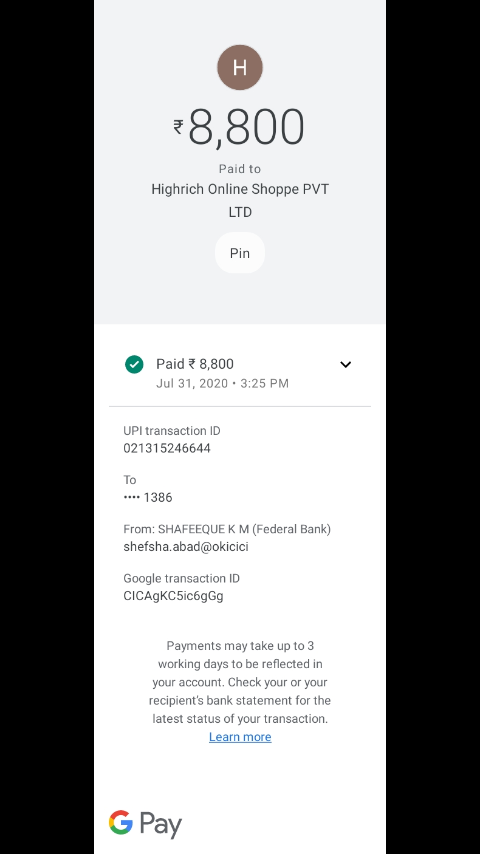 H
₹8,800
Paid to
Highrich Online Shoppe PVT
LTD
Pin
Paid ₹ 8,800
Jul 31, 2020 • 3:25 PM
UPI transaction ID
021315246644
To
•••• 1386
From: SHAFEEQUE K M (Federal Bank)
shefsha.abad@okicici
Google transaction ID
CICAgKC5ic6gGg
Payments may take up to 3
working days to be reflected in
your account. Check your or your
recipient's bank statement for the
latest status of your transaction.
Learn more
G Pay